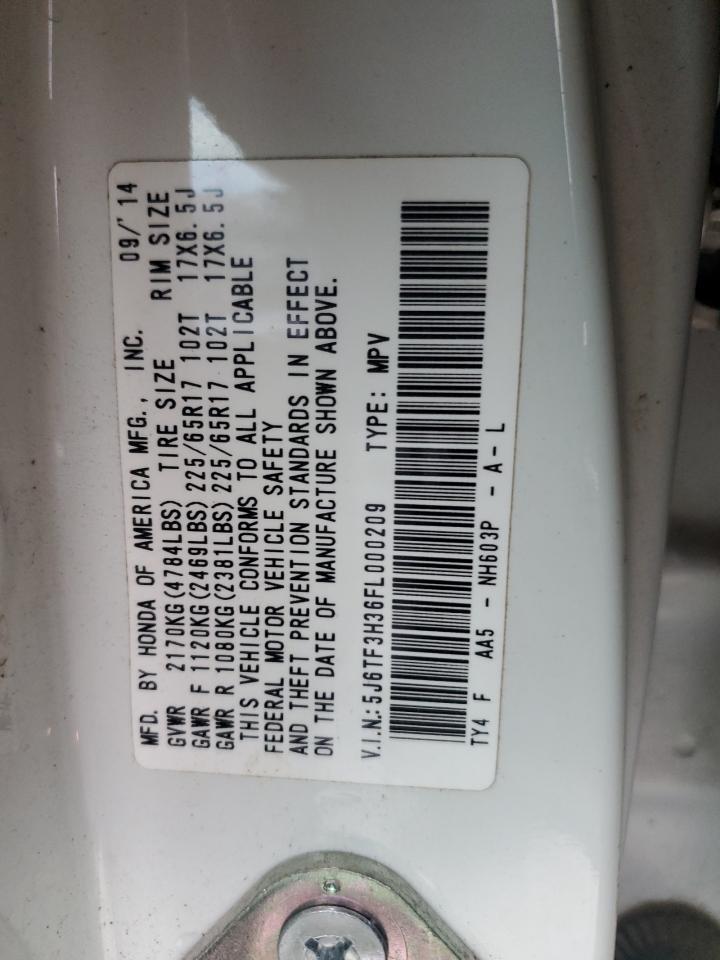 MFD. BY HONDA OF AMERICA MFG., INC. 09/'14
GVWR 2170KG(4784LBS) TIRE SIZE RIM SIZE
GAWR F 1120KG(2469LBS) 225/65R17 102T 17X6.5J
GAWR R 1080KG(2381LBS) 225/65R17 102T 17X6.5J
THIS VEHICLE CONFORMS TO ALL APPLICABLE
FEDERAL MOTOR VEHICLE SAFETY
AND THEFT PREVENTION STANDARDS IN EFFECT
ON THE DATE OF MANUFACTURE SHOWN ABOVE.
V.I.N.: 5J6TF3H36FL000209 TYPE: MPV
TY4 F AA5 - NH603P - A - L